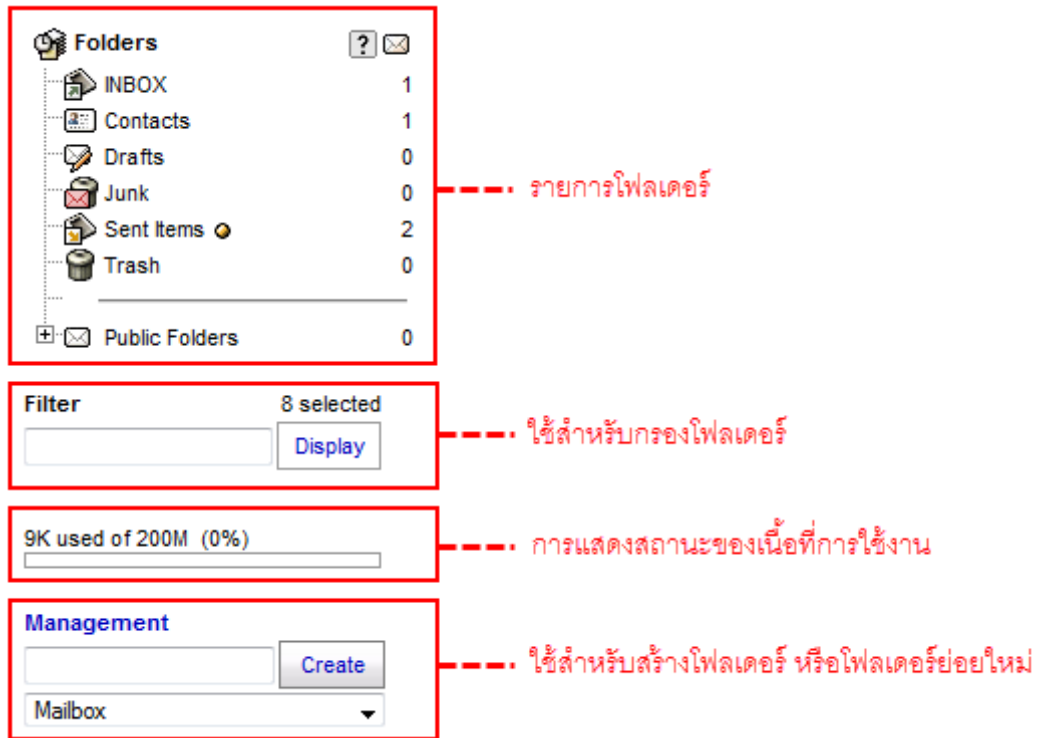 Folders ?
INBOX 1
Contacts 1
Drafts 0
Junk 0
Sent Items 2
Trash 0
Public Folders 0
รายการโฟลเดอร์
Filter 8 selected
Display
ใช้สำหรับกรองโฟลเดอร์
9K used of 200M (0%)
การแสดงสถานะของเนื้อที่การใช้งาน
Management
Create
Mailbox
ใช้สำหรับสร้างโฟลเดอร์ หรือโฟลเดอร์ย่อยใหม่